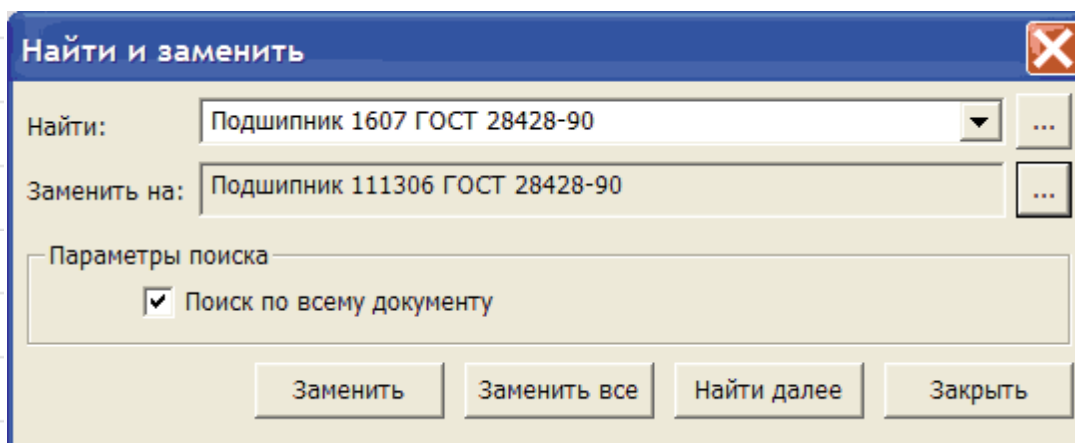 Найти и заменить
Найти: Подшипник 1607 ГОСТ 28428-90 ...
Заменить на: Подшипник 111306 ГОСТ 28428-90 ...
Параметры поиска
Поиск по всему документу
Заменить Заменить все Найти далее Закрыть